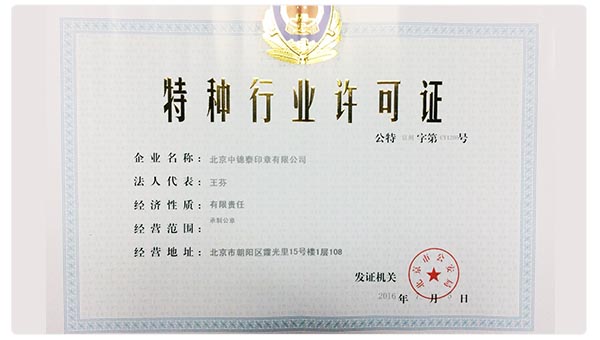 特种行业许可证
公特 字第 号
企业名称：北京中德泰印章有限公司
法人代表：王芬
经济性质：有限责任
经营范围：承制公章
经营地址：北京市朝阳区霞光里15号楼1层108
发证机关
北京市公安局
2016 年 月 日